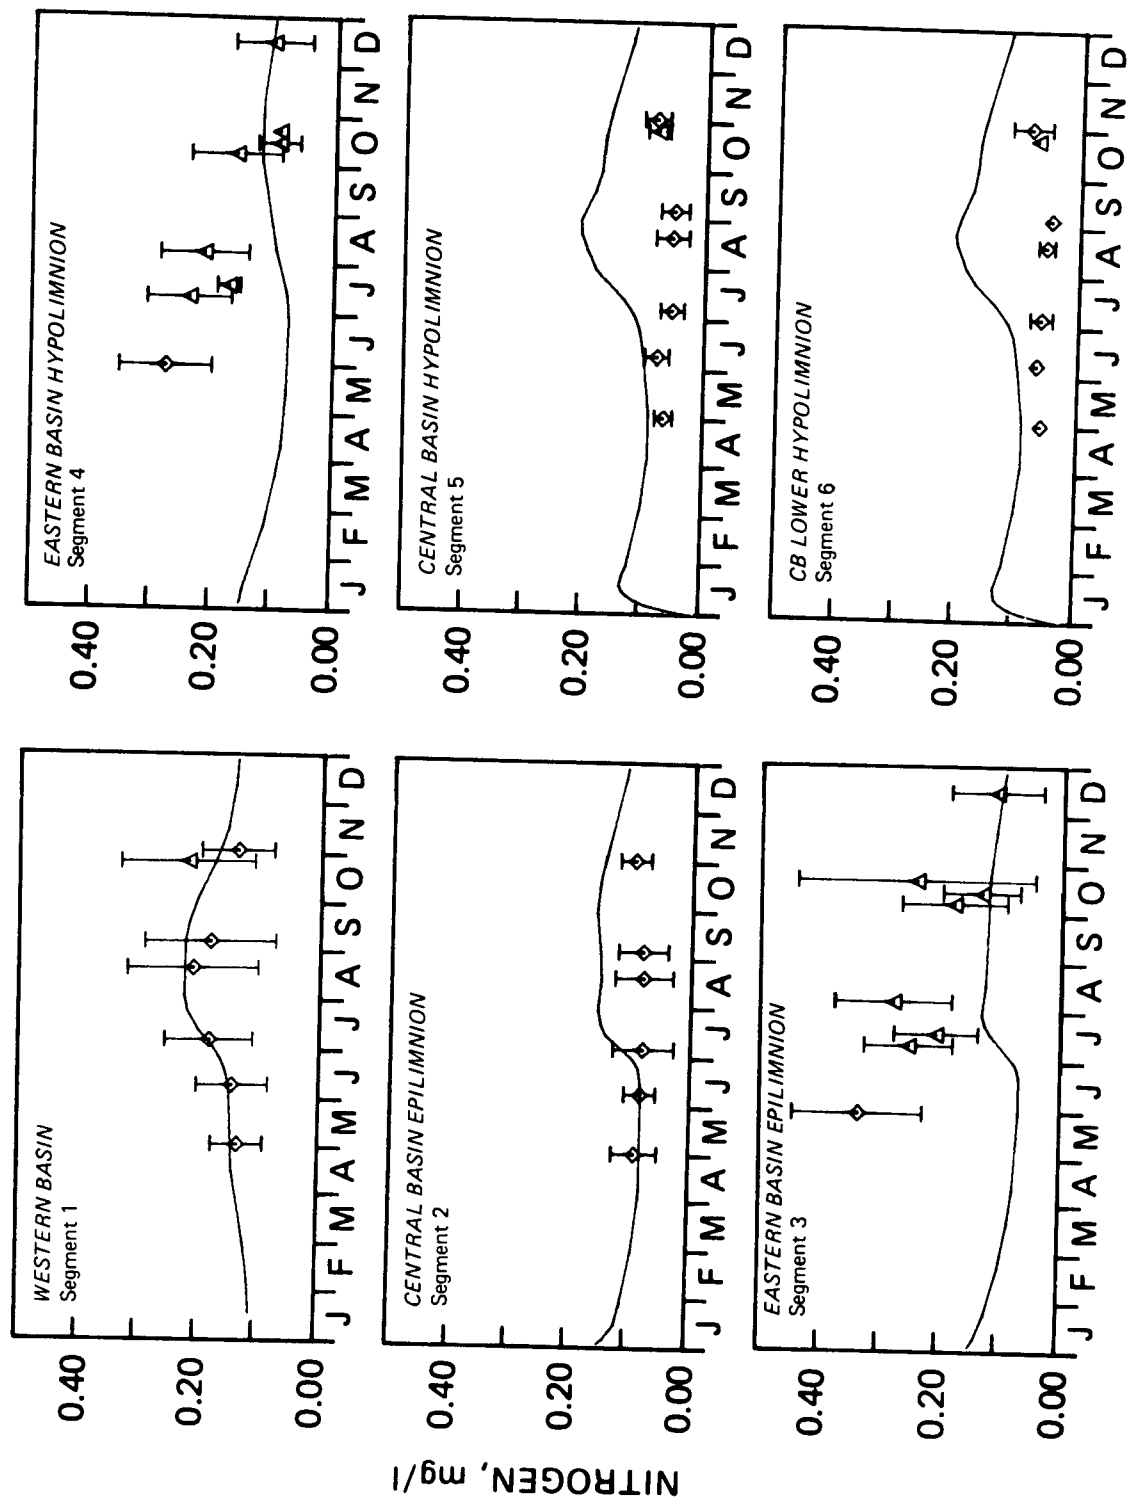 NITROGEN, mg/l
WESTERN BASIN
Segment 1
0.40
0.20
0.00
J F M A M J J A S O N D
CENTRAL BASIN EPILIMNION
Segment 2
0.40
0.20
0.00
J F M A M J J A S O N D
EASTERN BASIN EPILIMNION
Segment 3
0.40
0.20
0.00
J F M A M J J A S O N D
EASTERN BASIN HYPOLIMNION
Segment 4
0.40
0.20
0.00
J F M A M J J A S O N D
CENTRAL BASIN HYPOLIMNION
Segment 5
0.40
0.20
0.00
J F M A M J J A S O N D
CB LOWER HYPOLIMNION
Segment 6
0.40
0.20
0.00
J F M A M J J A S O N D